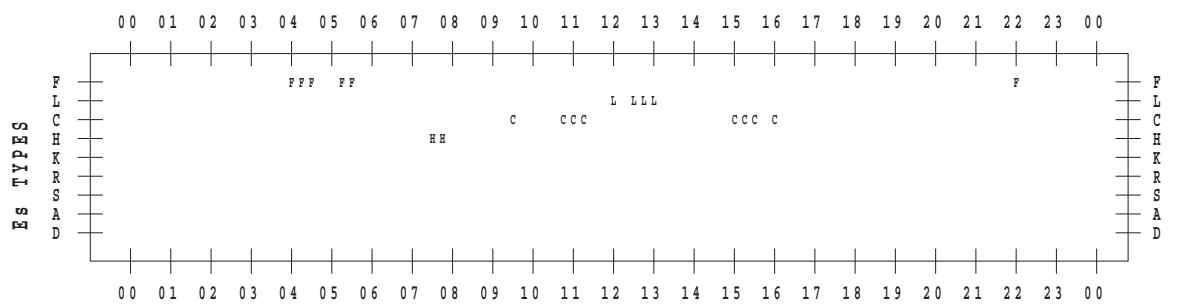 00 01 02 03 04 05 06 07 08 09 10 11 12 13 14 15 16 17 18 19 20 21 22 23 00
F FFF FF F F
L L LLL L
C C CCC CCC C C
H HH H
K K
R R
S S
A A
D D
Es TYPES
00 01 02 03 04 05 06 07 08 09 10 11 12 13 14 15 16 17 18 19 20 21 22 23 00